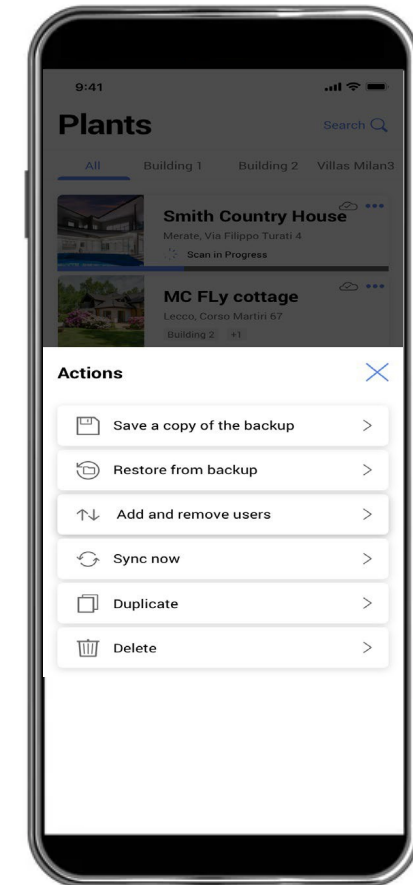 9:41
Plants
Search
All Building 1 Building 2 Villas Milan3
Smith Country House
Merate, Via Filippo Turati 4
Scan in Progress
MC FLy cottage
Lecco, Corso Martiri 67
Building 2 +1
Actions
Save a copy of the backup
Restore from backup
Add and remove users
Sync now
Duplicate
Delete